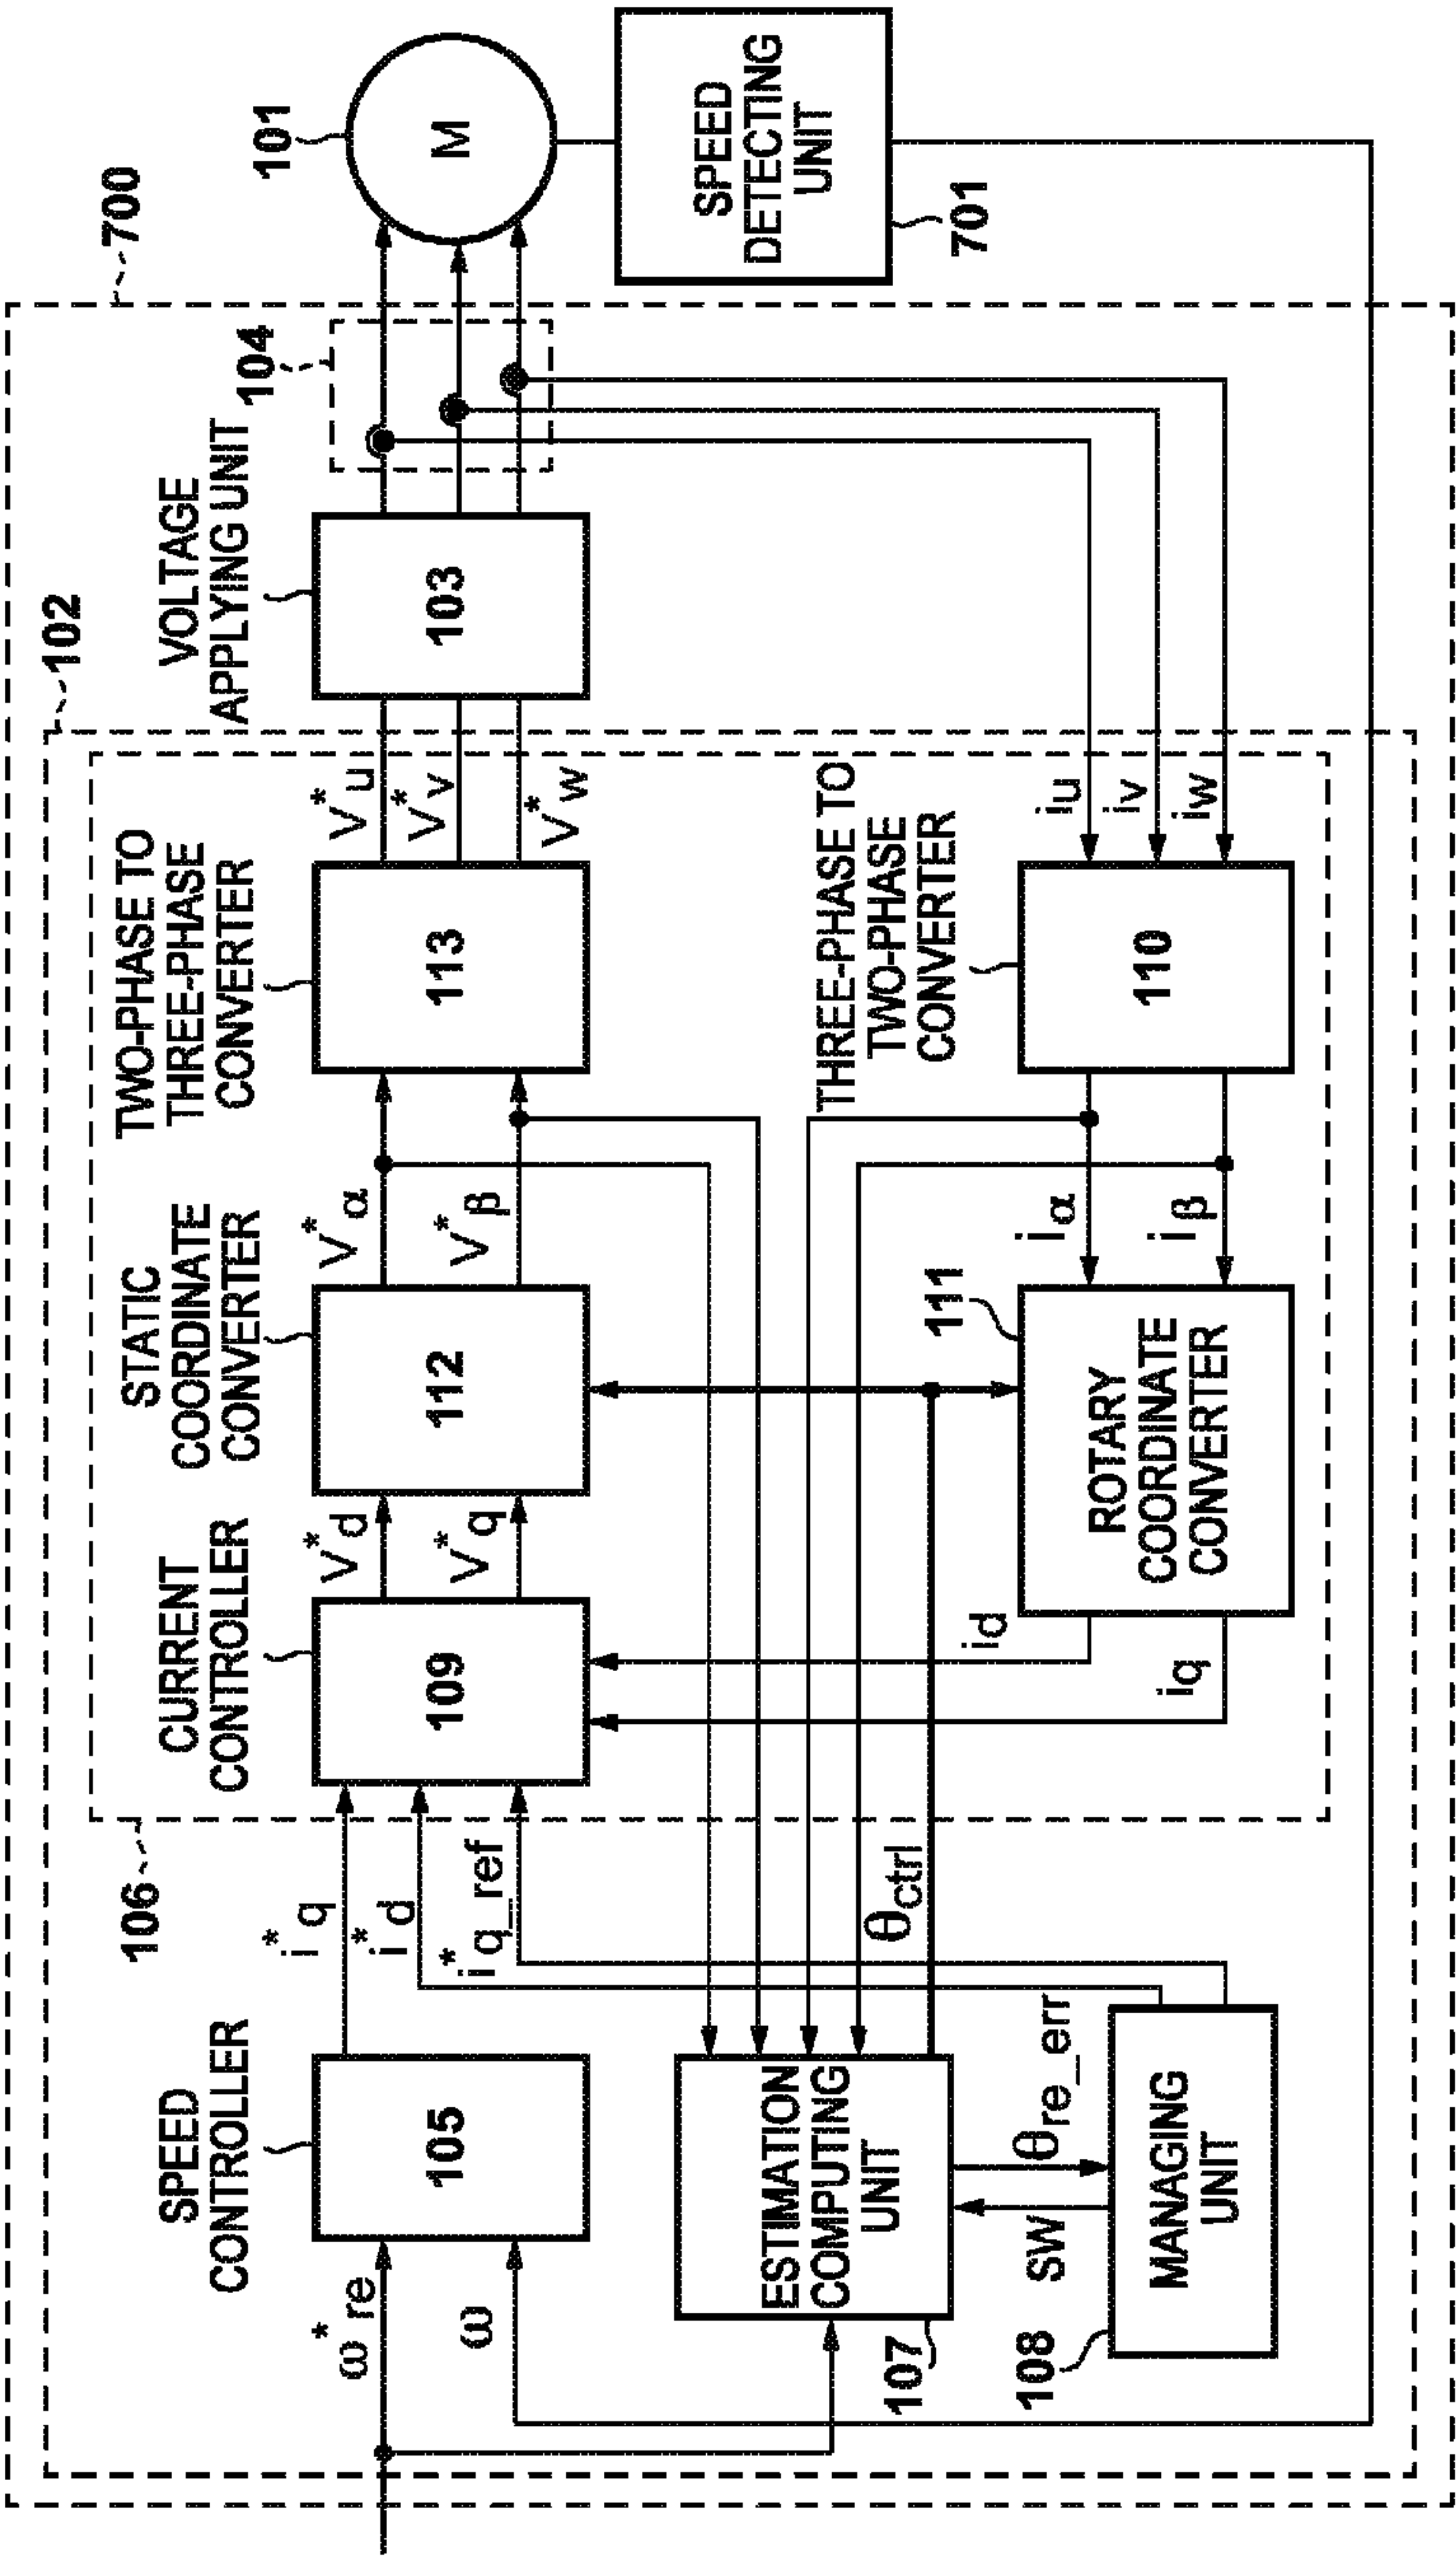 700
102
106
SPEED
CONTROLLER
105
CURRENT
CONTROLLER
109
STATIC
COORDINATE
CONVERTER
112
TWO-PHASE TO
THREE-PHASE
CONVERTER
113
VOLTAGE
APPLYING UNIT
103
104
101
M
ω*re
ω
i*q
i*d
i*q_ref
V*d
V*q
V*α
V*β
V*u
V*v
V*w
SPEED
DETECTING
UNIT
701
ESTIMATION
COMPUTING
UNIT
107
θctrl
SW
θre_err
108
MANAGING
UNIT
id
iq
111
ROTARY
COORDINATE
CONVERTER
iα
iβ
THREE-PHASE TO
TWO-PHASE
CONVERTER
110
iu
iv
iw